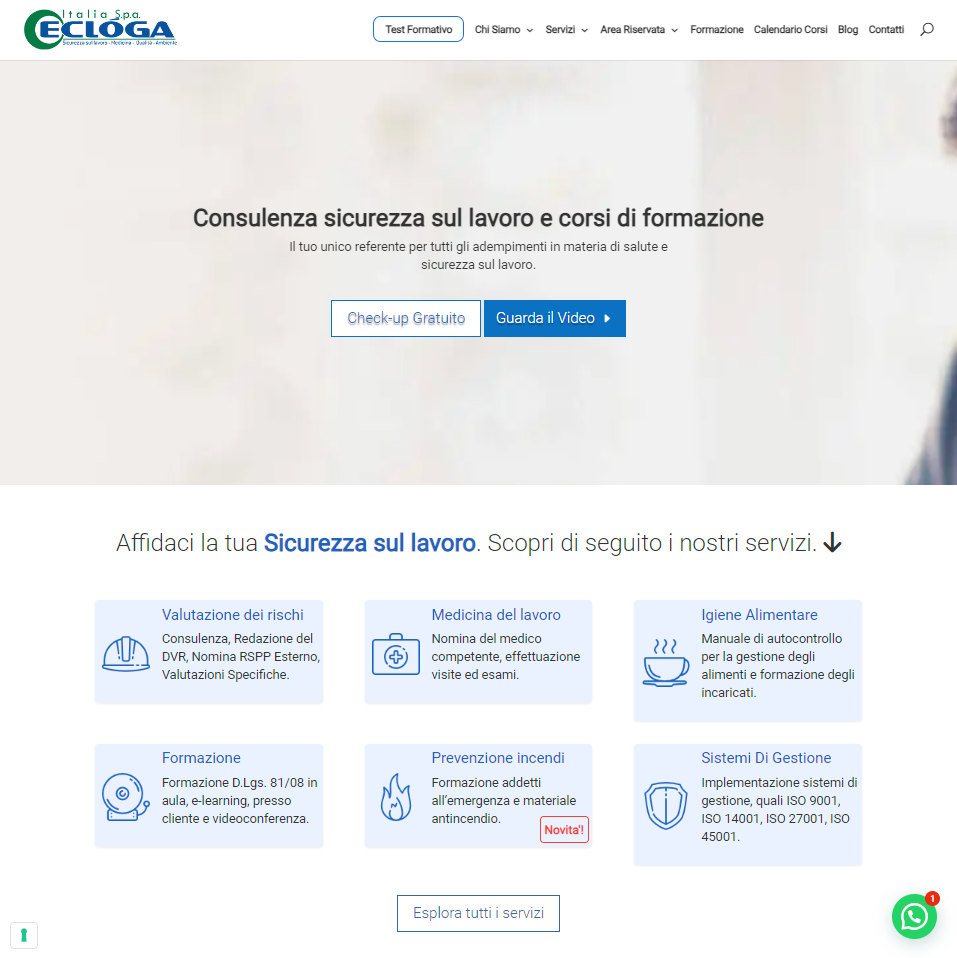 Italia S.p.a.
ECLOGA
Sicurezza sul lavoro - Medicina - Qualità - Ambiente
Test Formativo
Chi Siamo
Servizi
Area Riservata
Formazione
Calendario Corsi
Blog
Contatti
Consulenza sicurezza sul lavoro e corsi di formazione
Il tuo unico referente per tutti gli adempimenti in materia di salute e
sicurezza sul lavoro.
Check-up Gratuito
Guarda il Video
Affidaci la tua Sicurezza sul lavoro. Scopri di seguito i nostri servizi.
Valutazione dei rischi
Consulenza, Redazione del
DVR, Nomina RSPP Esterno,
Valutazioni Specifiche.
Medicina del lavoro
Nomina del medico
competente, effettuazione
visite ed esami.
Igiene Alimentare
Manuale di autocontrollo
per la gestione degli
alimenti e formazione degli
incaricati.
Formazione
Formazione D.Lgs. 81/08 in
aula, e-learning, presso
cliente e videoconferenza.
Prevenzione incendi
Formazione addetti
all’emergenza e materiale
antincendio.
Novita'!
Sistemi Di Gestione
Implementazione sistemi di
gestione, quali ISO 9001,
ISO 14001, ISO 27001, ISO
45001.
Esplora tutti i servizi
1